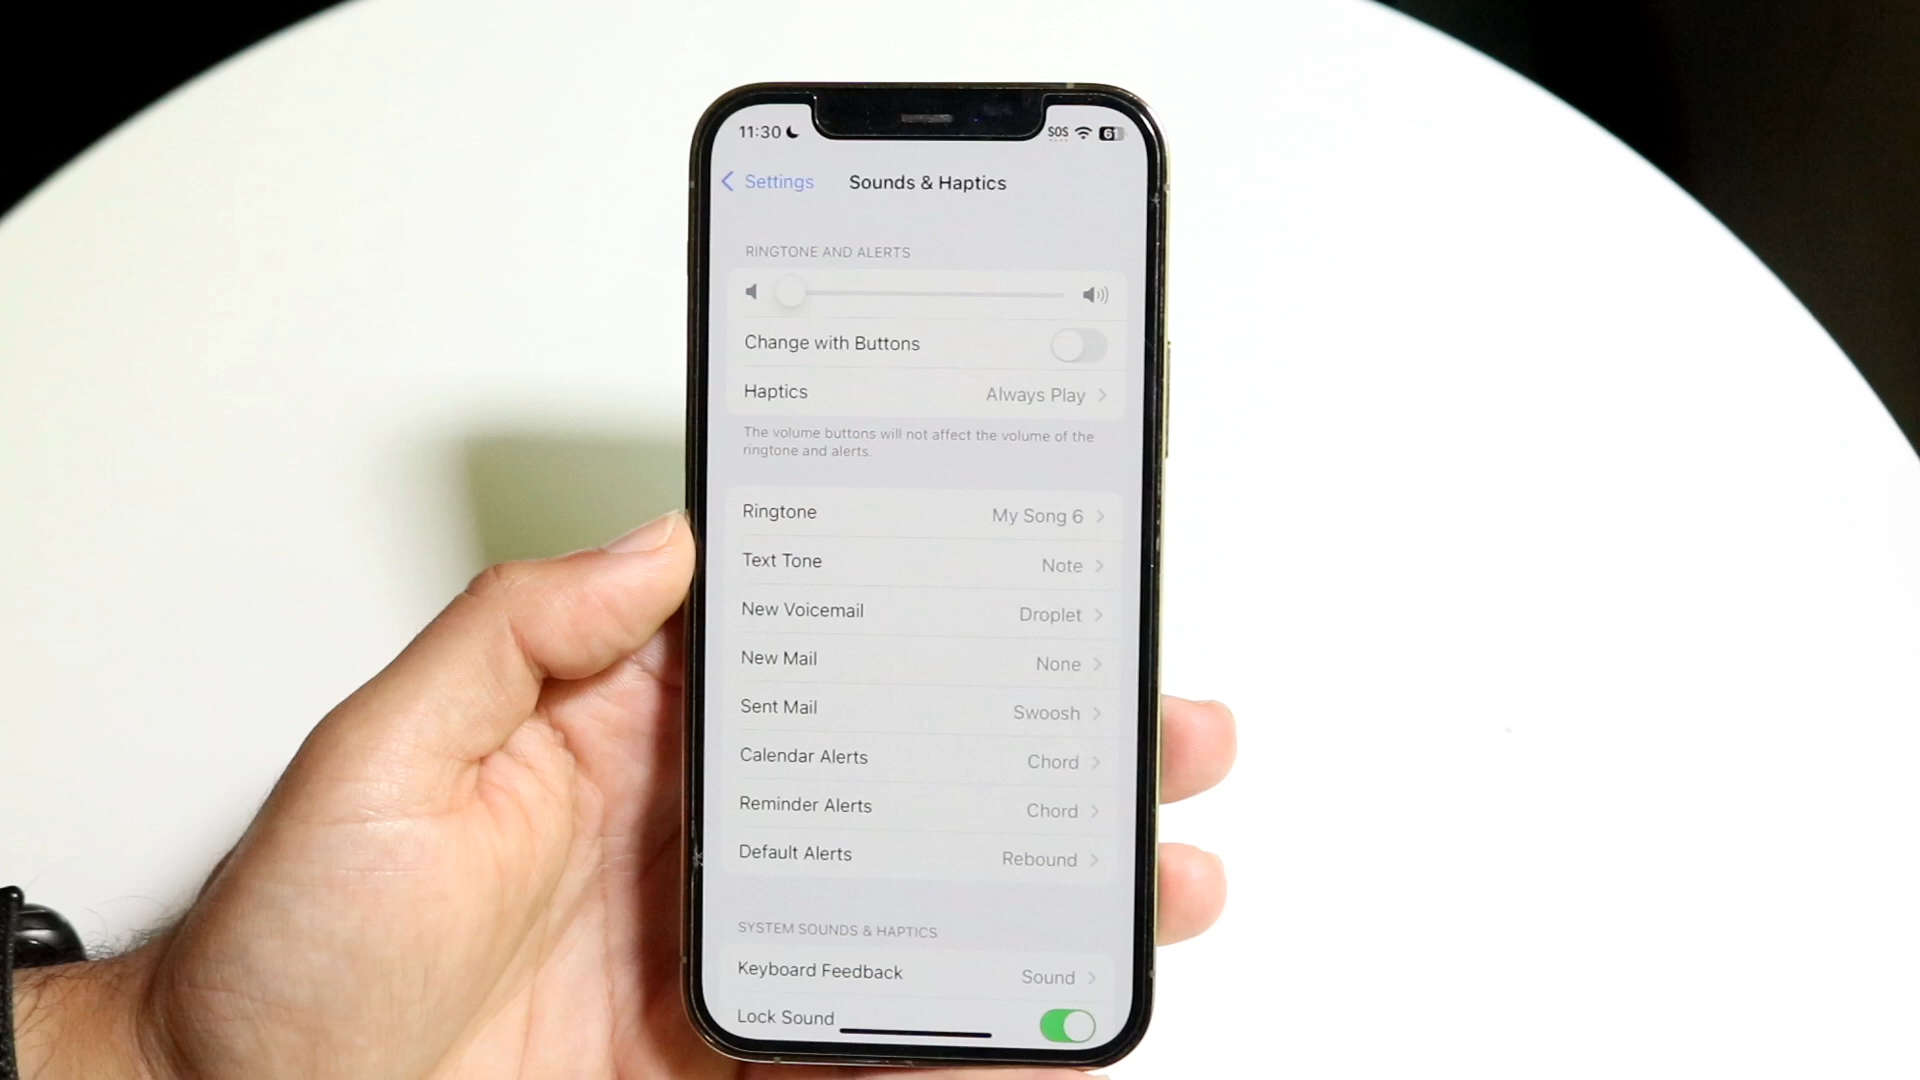 11:30 SOS 61
Settings Sounds & Haptics
RINGTONE AND ALERTS
Change with Buttons
Haptics Always Play
The volume buttons will not affect the volume of the
ringtone and alerts.
Ringtone My Song 6
Text Tone Note
New Voicemail Droplet
New Mail None
Sent Mail Swoosh
Calendar Alerts Chord
Reminder Alerts Chord
Default Alerts Rebound
SYSTEM SOUNDS & HAPTICS
Keyboard Feedback Sound
Lock Sound